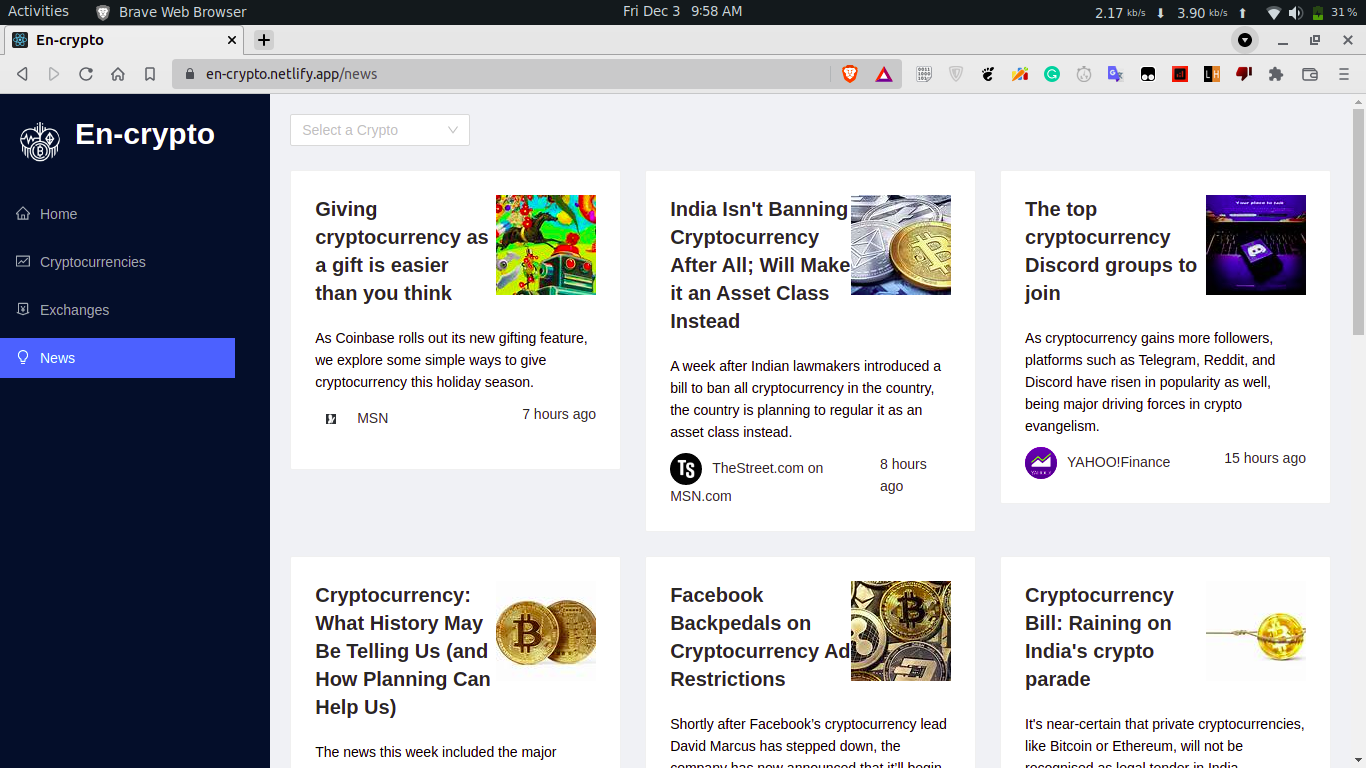 Activities Brave Web Browser Fri Dec 3 9:58 AM 2.17 kb/s 3.90 kb/s 31 %
En-crypto
en-crypto.netlify.app/news
En-crypto
Home
Cryptocurrencies
Exchanges
News
Select a Crypto
Giving
cryptocurrency as
a gift is easier
than you think
As Coinbase rolls out its new gifting feature,
we explore some simple ways to give
cryptocurrency this holiday season.
MSN 7 hours ago
India Isn't Banning
Cryptocurrency
After All; Will Make
it an Asset Class
Instead
A week after Indian lawmakers introduced a
bill to ban all cryptocurrency in the country,
the country is planning to regular it as an
asset class instead.
TS TheStreet.com on
MSN.com
8 hours
ago
The top
cryptocurrency
Discord groups to
join
Your place to talk
As cryptocurrency gains more followers,
platforms such as Telegram, Reddit, and
Discord have risen in popularity as well,
being major driving forces in crypto
evangelism.
YAHOO!Finance 15 hours ago
Cryptocurrency:
What History May
Be Telling Us (and
How Planning Can
Help Us)
The news this week included the major
Facebook
Backpedals on
Cryptocurrency Ad
Restrictions
Shortly after Facebook’s cryptocurrency lead
David Marcus has stepped down, the
company has now announced that it’ll begin
Cryptocurrency
Bill: Raining on
India's crypto
parade
It's near-certain that private cryptocurrencies,
like Bitcoin or Ethereum, will not be
recognised as legal tender in India